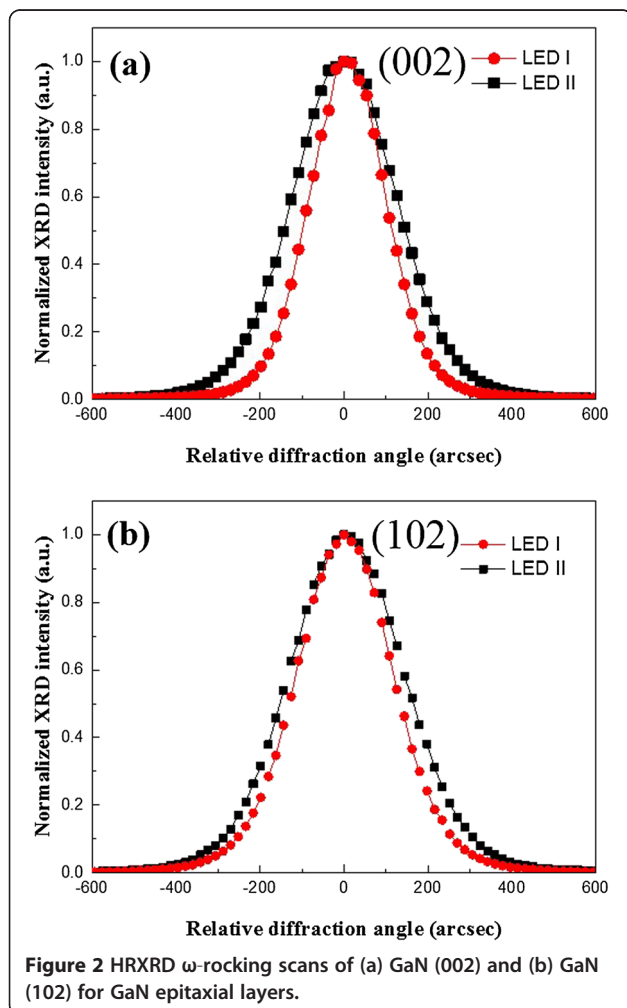 (a)
(002)
LED I
LED II
Normalized XRD intensity (a.u.)
1.0
0.8
0.6
0.4
0.2
0.0
-600 -400 -200 0 200 400 600
Relative diffraction angle (arcsec)
(b)
(102)
LED I
LED II
Normalized XRD intensity (a.u.)
1.0
0.8
0.6
0.4
0.2
0.0
-600 -400 -200 0 200 400 600
Relative diffraction angle (arcsec)
Figure 2 HRXRD ω-rocking scans of (a) GaN (002) and (b) GaN
(102) for GaN epitaxial layers.